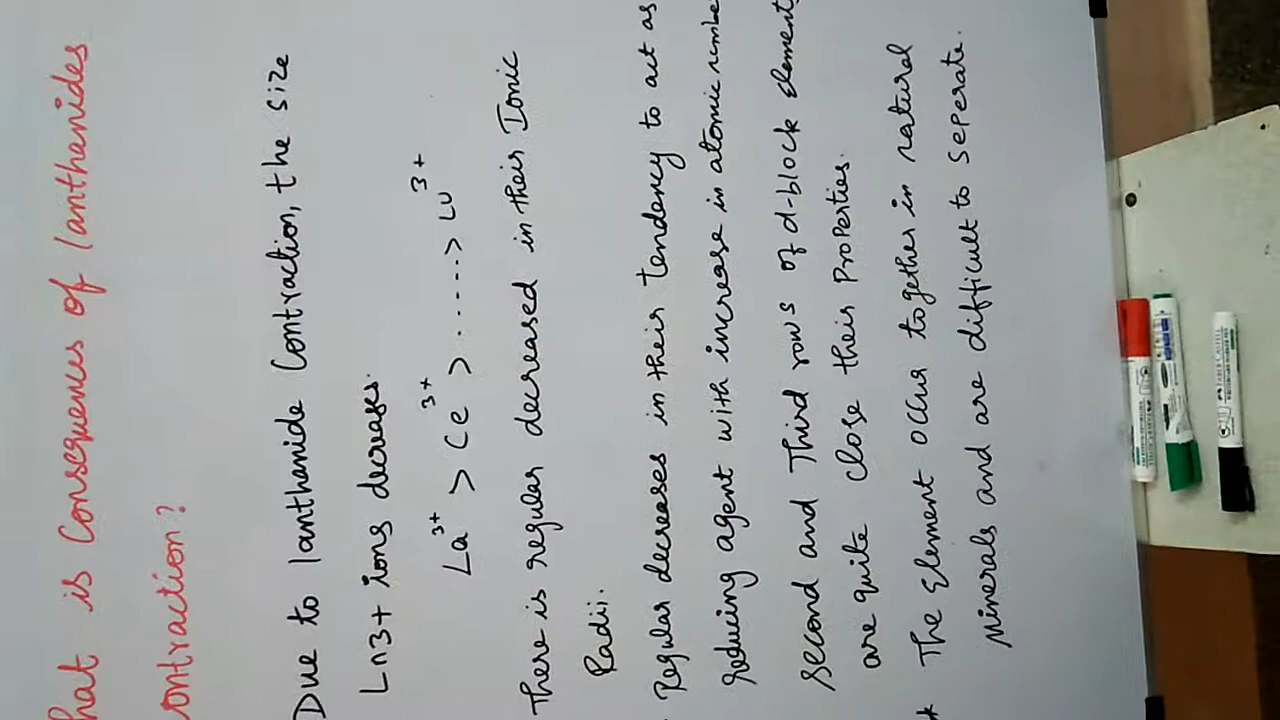 hat is Consequences of lanthanides
ontraction?
Due to lanthanide Contraction, the size
Ln3+ ions decreases.
La3+ > Ce3+ > ......> Lu3+
There is regular decreased in their Ionic
Radii.
Regular decreases in their tendency to act as
reducing agent with increase in atomic numbe
second and Third rows of d-block element
are quite close their Properties.
* The Element occur together in natural
minerals and are difficult to seperate.